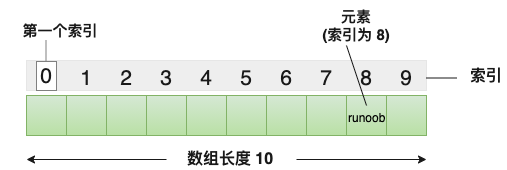 元素
(索引为 8)
第一个索引
0 1 2 3 4 5 6 7 8 9
索引
runoob
数组长度 10